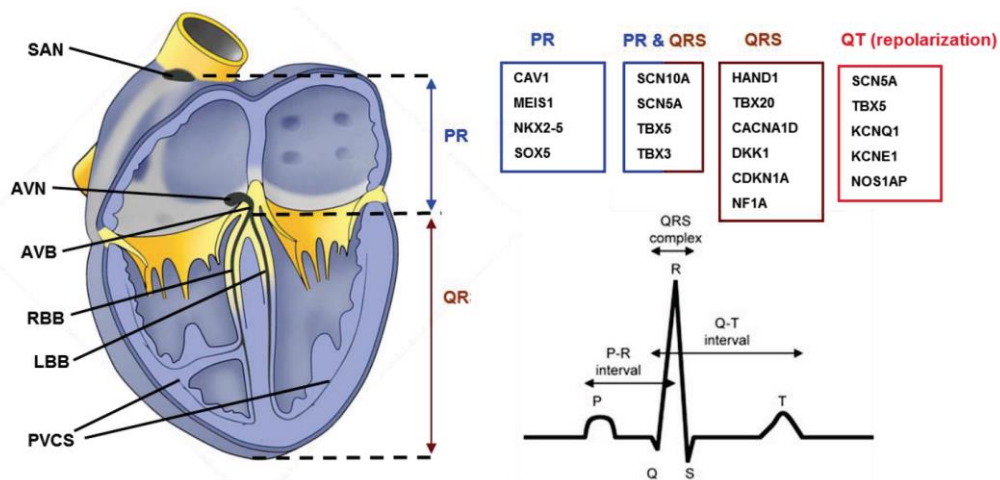 SAN
AVN
AVB
RBB
LBB
PVCS
PR
QRS
PR
CAV1
MEIS1
NKX2-5
SOX5
PR & QRS
SCN10A
SCN5A
TBX5
TBX3
QRS
HAND1
TBX20
CACNA1D
DKK1
CDKN1A
NF1A
QT (repolarization)
SCN5A
TBX5
KCNQ1
KCNE1
NOS1AP
QRS
complex
R
Q-T
interval
P-R
interval
P
T
Q
S